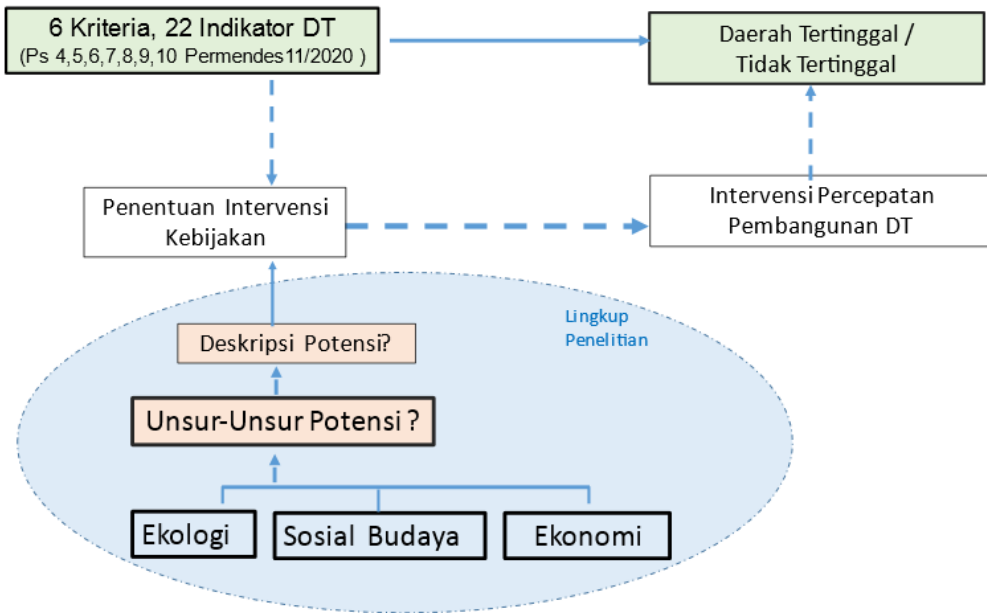 6 Kriteria, 22 Indikator DT
(Ps 4,5,6,7,8,9,10 Permendes11/2020 )
Daerah Tertinggal /
Tidak Tertinggal
Penentuan Intervensi
Kebijakan
Intervensi Percepatan
Pembangunan DT
Lingkup
Penelitian
Deskripsi Potensi?
Unsur-Unsur Potensi ?
Ekologi
Sosial Budaya
Ekonomi